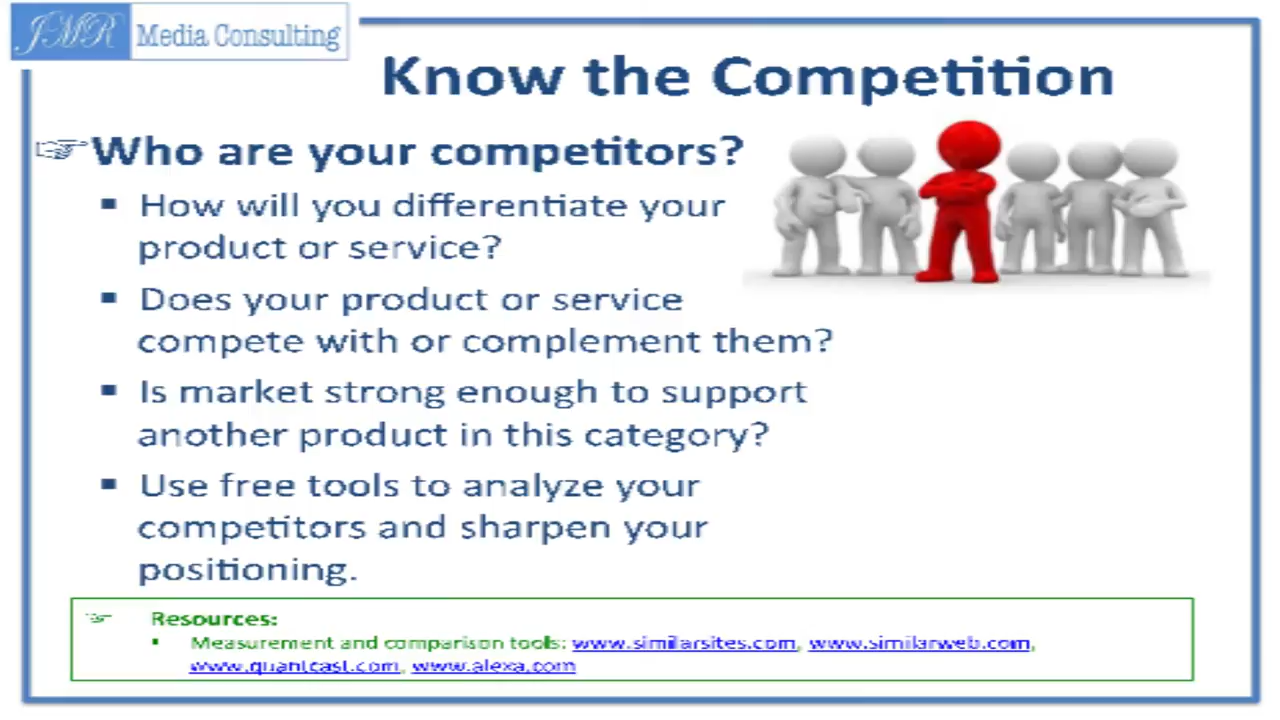 JMR Media Consulting
Know the Competition
☞Who are your competitors?
▪ How will you differentiate your
product or service?
▪ Does your product or service
compete with or complement them?
▪ Is market strong enough to support
another product in this category?
▪ Use free tools to analyze your
competitors and sharpen your
positioning.
☞ Resources:
▪ Measurement and comparison tools: www.similarsites.com, www.similarweb.com,
www.quantcast.com, www.alexa.com